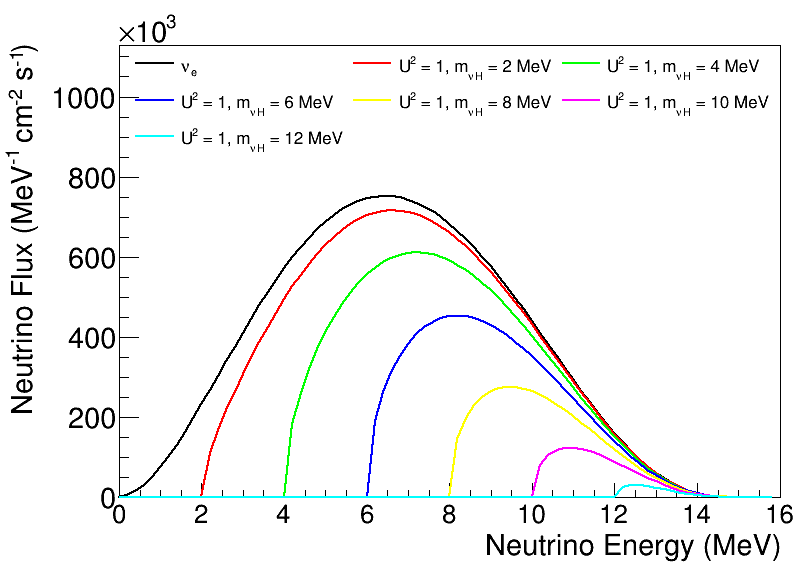 ×10³
Neutrino Flux (MeV⁻¹ cm⁻² s⁻¹)
νₑ
U² = 1, m_νH = 2 MeV
U² = 1, m_νH = 4 MeV
U² = 1, m_νH = 6 MeV
U² = 1, m_νH = 8 MeV
U² = 1, m_νH = 10 MeV
U² = 1, m_νH = 12 MeV
1000
800
600
400
200
0
0 2 4 6 8 10 12 14 16
Neutrino Energy (MeV)